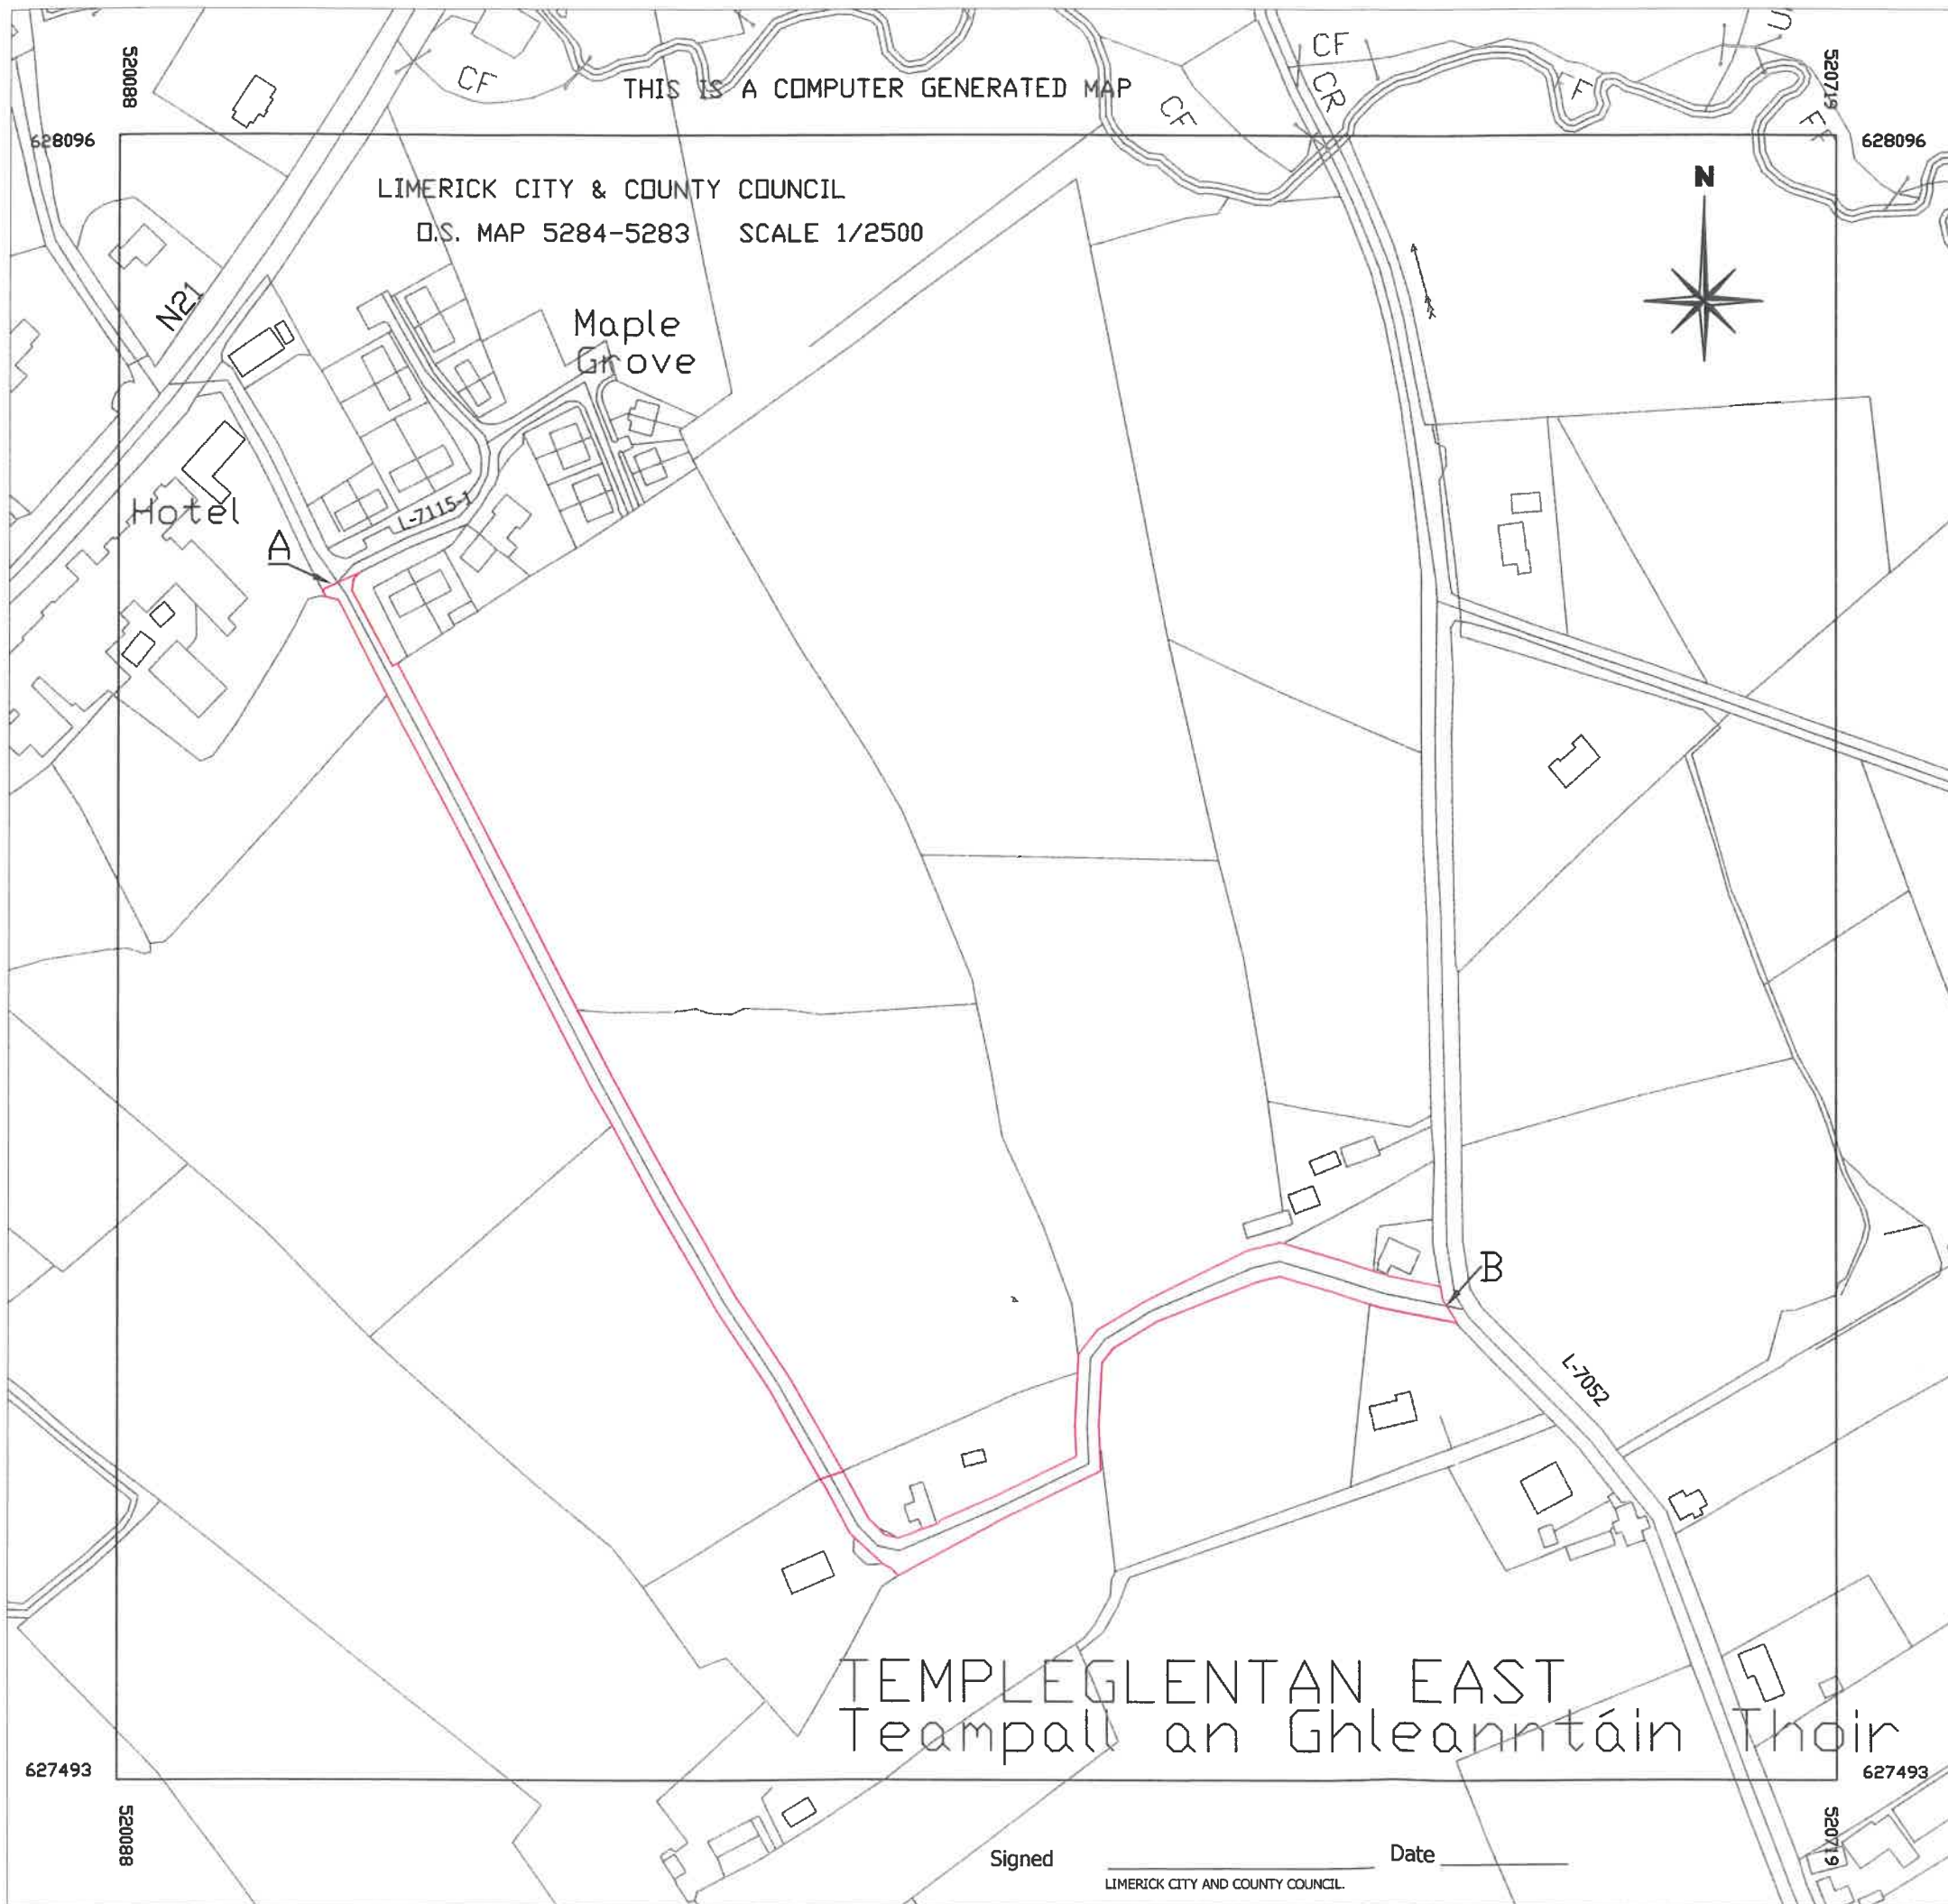 520088
CF
THIS IS A COMPUTER GENERATED MAP
CF
CF
CR
F
FF
520719
628096
628096
LIMERICK CITY & COUNTY COUNCIL
O.S. MAP 5284-5283 SCALE 1/2500
N
N21
Maple
Grove
Hotel
L-7115-1
A
B
L-7052
TEMPLEGLENTAN EAST
Teampall an Ghleanntáin Thoir
627493
627493
520088
520719
Signed Date
LIMERICK CITY AND COUNTY COUNCIL.